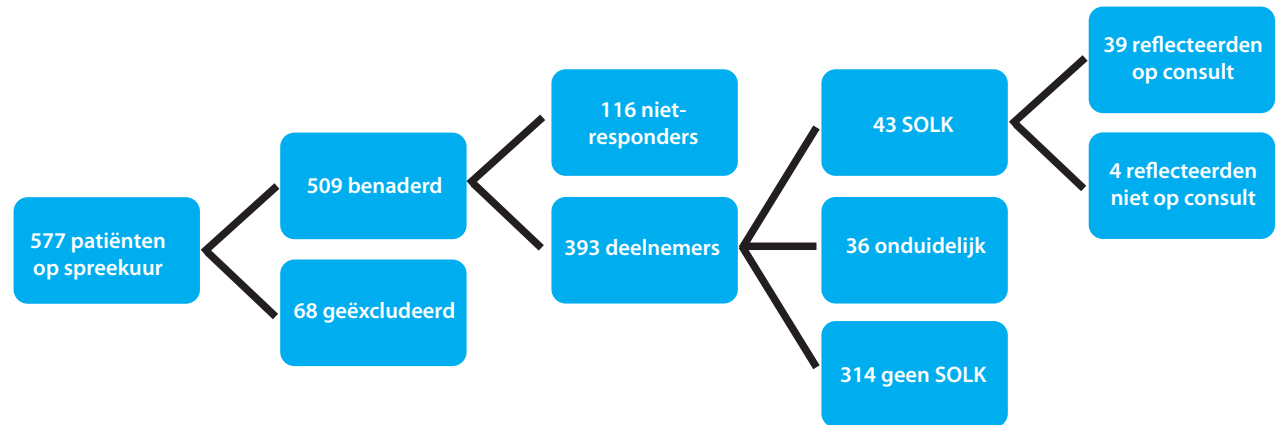 577 patiënten
op spreekuur
509 benaderd
68 geëxcludeerd
116 niet-
responders
393 deelnemers
43 SOLK
36 onduidelijk
314 geen SOLK
39 reflecteerden
op consult
4 reflecteerden
niet op consult